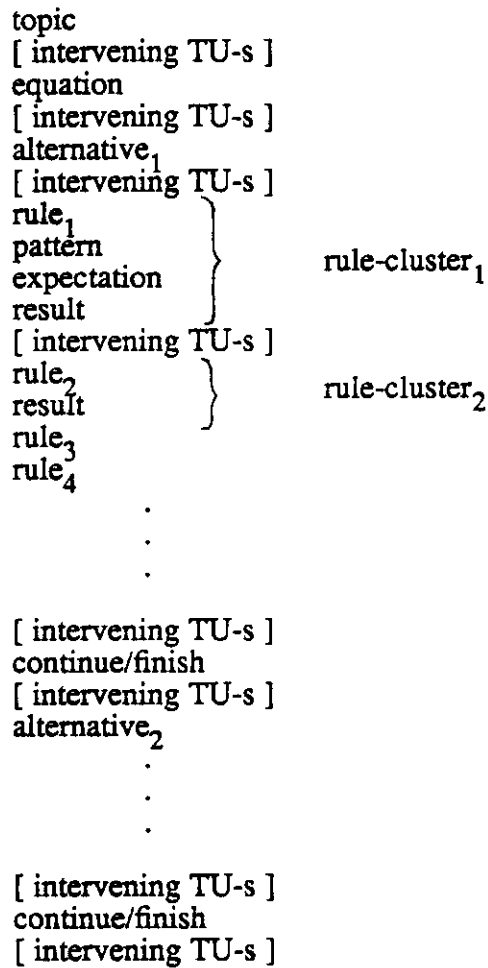 topic
[ intervening TU-s ]
equation
[ intervening TU-s ]
alternative₁
[ intervening TU-s ]
rule₁
pattern
expectation
rule-cluster₁
result
[ intervening TU-s ]
rule₂
result
rule-cluster₂
rule₃
rule₄
.
.
.
[ intervening TU-s ]
continue/finish
[ intervening TU-s ]
alternative₂
.
.
.
[ intervening TU-s ]
continue/finish
[ intervening TU-s ]